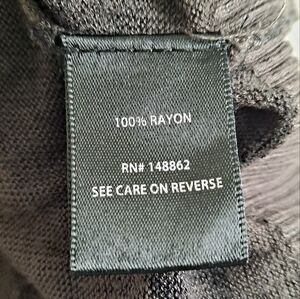 100% RAYON
RN# 148862
SEE CARE ON REVERSE